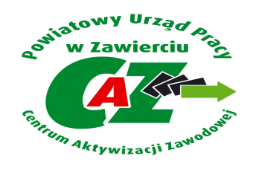 Powiatowy Urząd Pracy
w Zawierciu
CAZ
Centrum Aktywizacji Zawodowej